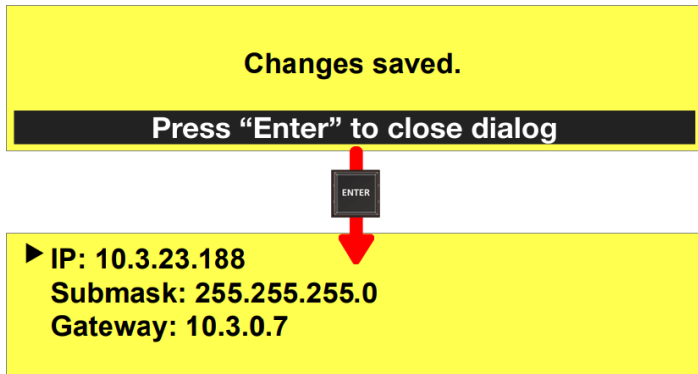 Changes saved.
Press “Enter” to close dialog
ENTER
IP: 10.3.23.188
Submask: 255.255.255.0
Gateway: 10.3.0.7